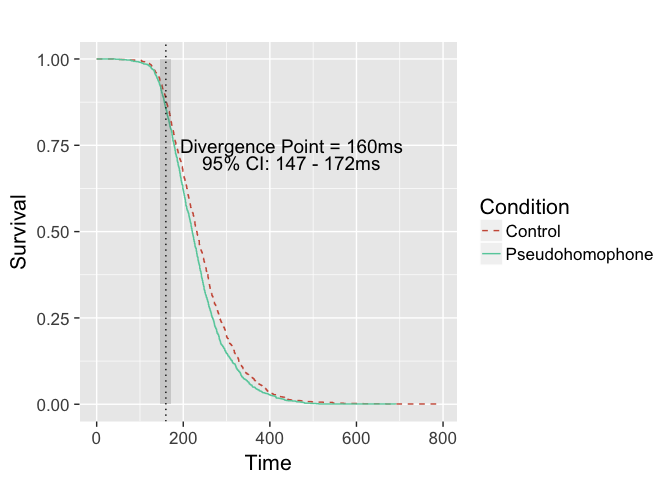 1.00
0.75
0.50
0.25
0.00
Survival
Divergence Point = 160ms
95% CI: 147 - 172ms
0 200 400 600 800
Time
Condition
Control
Pseudohomophone